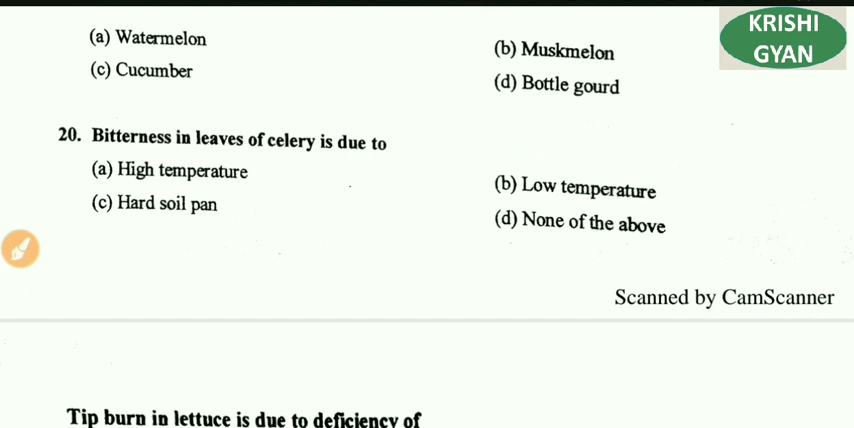 KRISHI
GYAN
(a) Watermelon
(b) Muskmelon
(c) Cucumber
(d) Bottle gourd
20. Bitterness in leaves of celery is due to
(a) High temperature
(b) Low temperature
(c) Hard soil pan
(d) None of the above
Scanned by CamScanner
Tip burn in lettuce is due to deficiency of